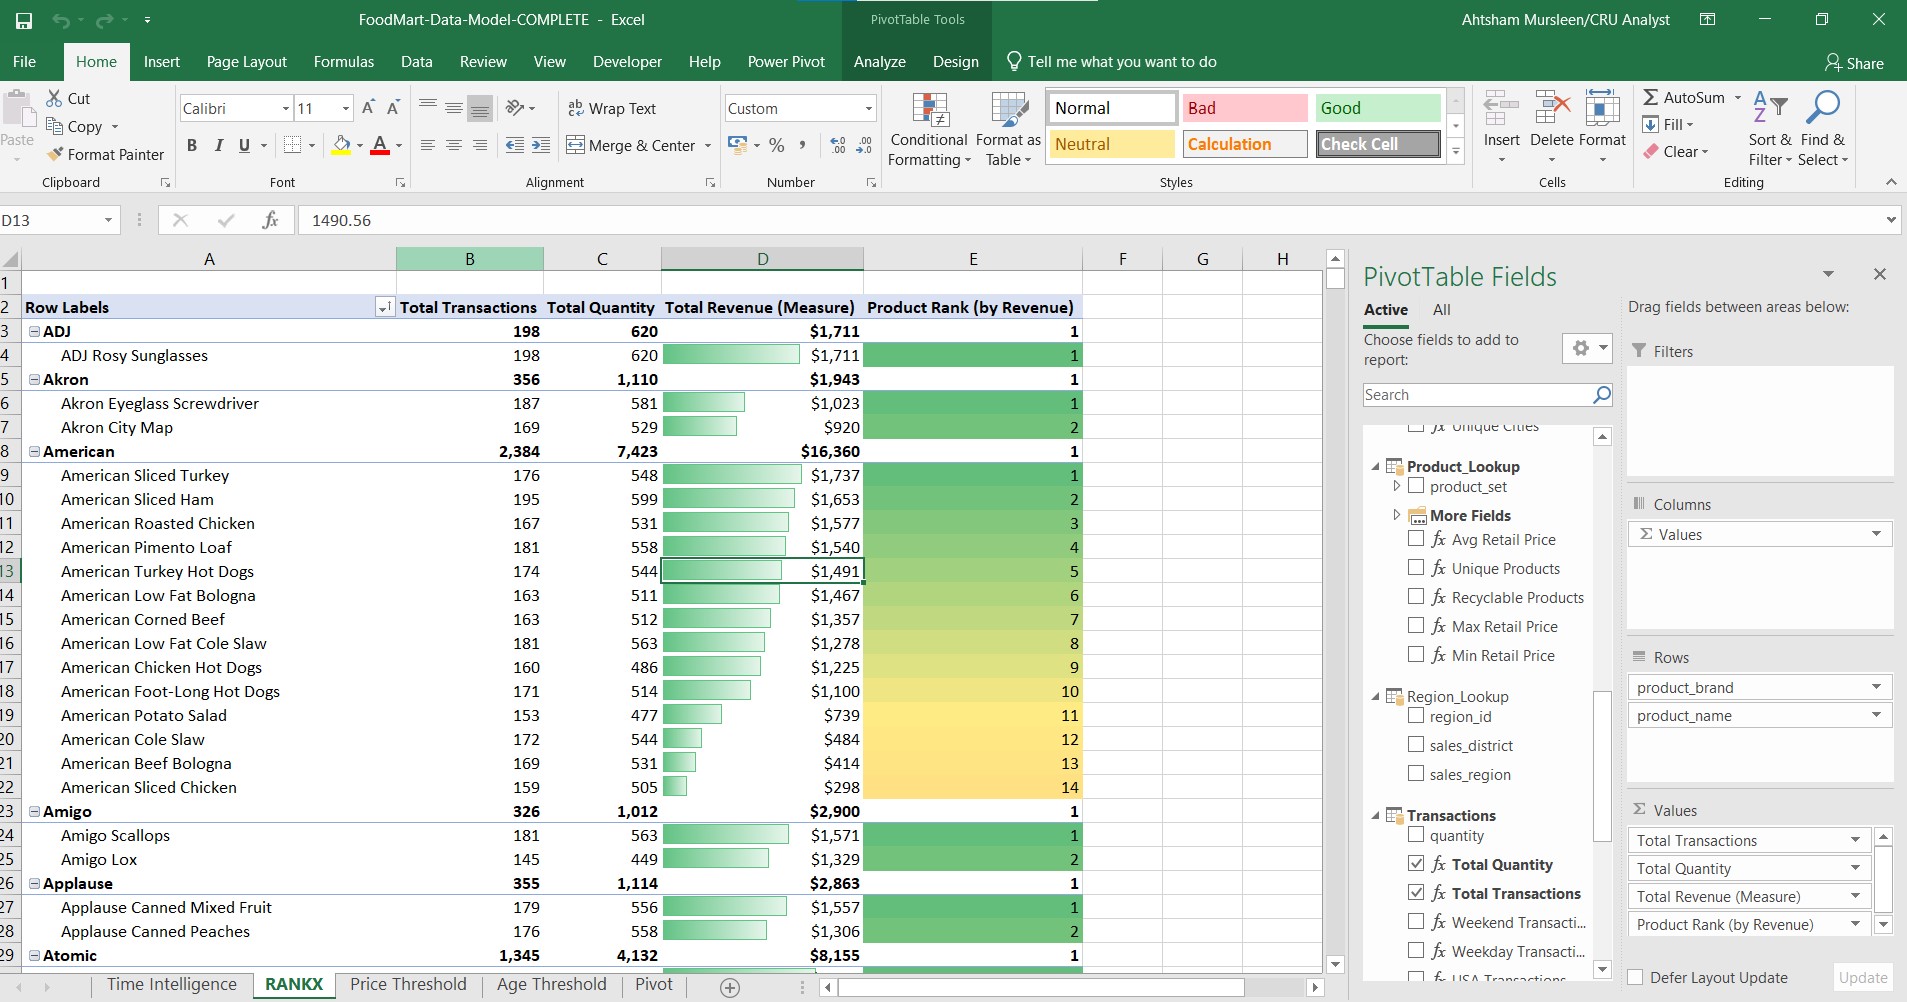 FoodMart-Data-Model-COMPLETE - Excel
PivotTable Tools
Ahtsham Mursleen/CRU Analyst
File Home Insert Page Layout Formulas Data Review View Developer Help Power Pivot Analyze Design Tell me what you want to do Share
Cut
Copy
Format Painter
Paste
Clipboard
Calibri 11
B I U A
Font
ab Wrap Text
Merge & Center
Alignment
Custom
% ,
Number
Conditional Formatting
Format as Table
Normal Bad Good
Neutral Calculation Check Cell
Styles
Insert Delete Format
Cells
AutoSum
Fill
Clear
Sort & Filter
Find & Select
Editing
D13 fx 1490.56
A B C D E F G H
1
2 Row Labels Total Transactions Total Quantity Total Revenue (Measure) Product Rank (by Revenue)
3 ADJ 198 620 $1,711 1
4 ADJ Rosy Sunglasses 198 620 $1,711 1
5 Akron 356 1,110 $1,943 1
6 Akron Eyeglass Screwdriver 187 581 $1,023 1
7 Akron City Map 169 529 $920 2
8 American 2,384 7,423 $16,360 1
9 American Sliced Turkey 176 548 $1,737 1
10 American Sliced Ham 195 599 $1,653 2
11 American Roasted Chicken 167 531 $1,577 3
12 American Pimento Loaf 181 558 $1,540 4
13 American Turkey Hot Dogs 174 544 $1,491 5
14 American Low Fat Bologna 163 511 $1,467 6
15 American Corned Beef 163 512 $1,357 7
16 American Low Fat Cole Slaw 181 563 $1,278 8
17 American Chicken Hot Dogs 160 486 $1,225 9
18 American Foot-Long Hot Dogs 171 514 $1,100 10
19 American Potato Salad 153 477 $739 11
20 American Cole Slaw 172 544 $484 12
21 American Beef Bologna 169 531 $414 13
22 American Sliced Chicken 159 505 $298 14
23 Amigo 326 1,012 $2,900 1
24 Amigo Scallops 181 563 $1,571 1
25 Amigo Lox 145 449 $1,329 2
26 Applause 355 1,114 $2,863 1
27 Applause Canned Mixed Fruit 179 556 $1,557 1
28 Applause Canned Peaches 176 558 $1,306 2
29 Atomic 1,345 4,132 $8,155 1
Time Intelligence RANKX Price Threshold Age Threshold Pivot
PivotTable Fields
Active All
Choose fields to add to
report:
Search
fx Unique Cities
Product_Lookup
product_set
More Fields
fx Avg Retail Price
fx Unique Products
fx Recyclable Products
fx Max Retail Price
fx Min Retail Price
Region_Lookup
region_id
sales_district
sales_region
Transactions
quantity
fx Total Quantity
fx Total Transactions
fx Weekend Transacti...
fx Weekday Transacti...
fx USA Transactions
Drag fields between areas below:
Filters
Columns
Σ Values
Rows
product_brand
product_name
Σ Values
Total Transactions
Total Quantity
Total Revenue (Measure)
Product Rank (by Revenue)
Defer Layout Update
Update